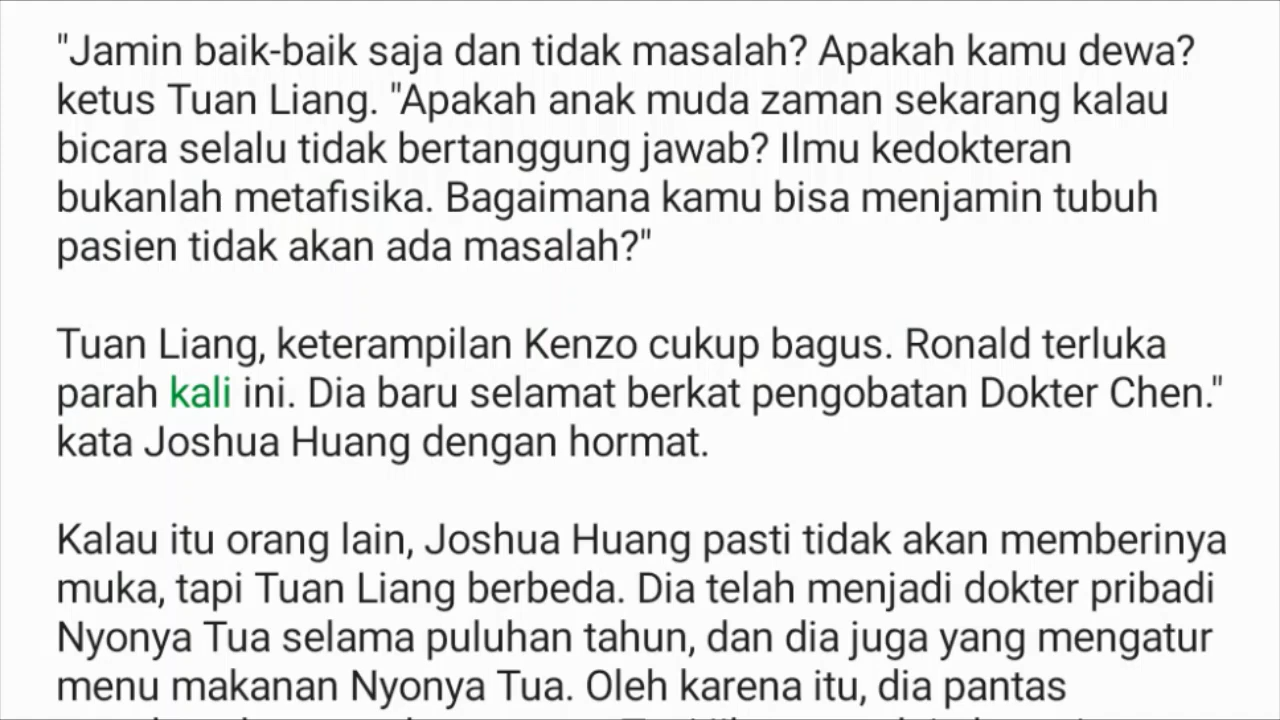 "Jamin baik-baik saja dan tidak masalah? Apakah kamu dewa?
ketus Tuan Liang. "Apakah anak muda zaman sekarang kalau
bicara selalu tidak bertanggung jawab? Ilmu kedokteran
bukanlah metafisika. Bagaimana kamu bisa menjamin tubuh
pasien tidak akan ada masalah?"
Tuan Liang, keterampilan Kenzo cukup bagus. Ronald terluka
parah kali ini. Dia baru selamat berkat pengobatan Dokter Chen."
kata Joshua Huang dengan hormat.
Kalau itu orang lain, Joshua Huang pasti tidak akan memberinya
muka, tapi Tuan Liang berbeda. Dia telah menjadi dokter pribadi
Nyonya Tua selama puluhan tahun, dan dia juga yang mengatur
menu makanan Nyonya Tua. Oleh karena itu, dia pantas